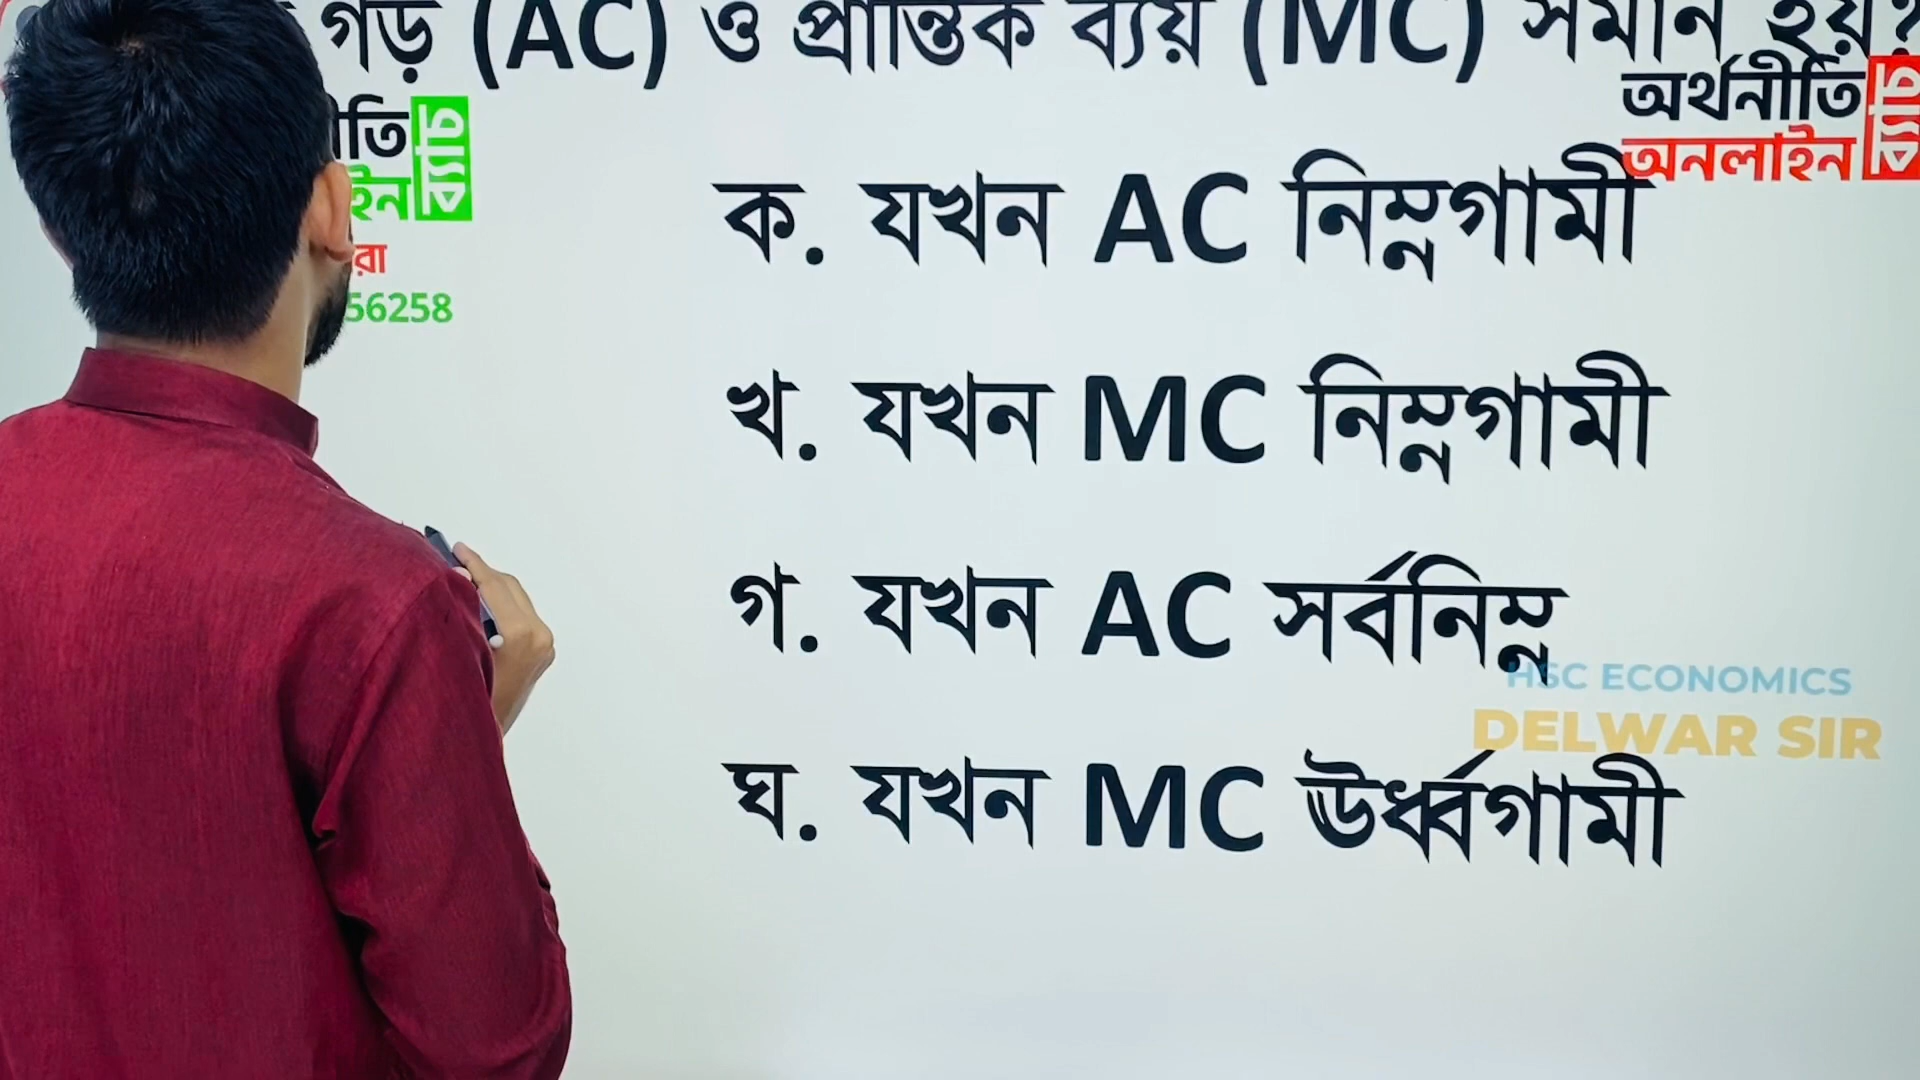 গড় (AC) ও প্রান্তিক ব্যয় (MC) সমান হয়?
অর্থনীতি
অনলাইন
ব্যাচ
ব্যাচ
56258
ক. যখন AC নিম্নগামী
খ. যখন MC নিম্নগামী
গ. যখন AC সর্বনিম্ন
HSC ECONOMICS
DELWAR SIR
ঘ. যখন MC ঊর্ধ্বগামী